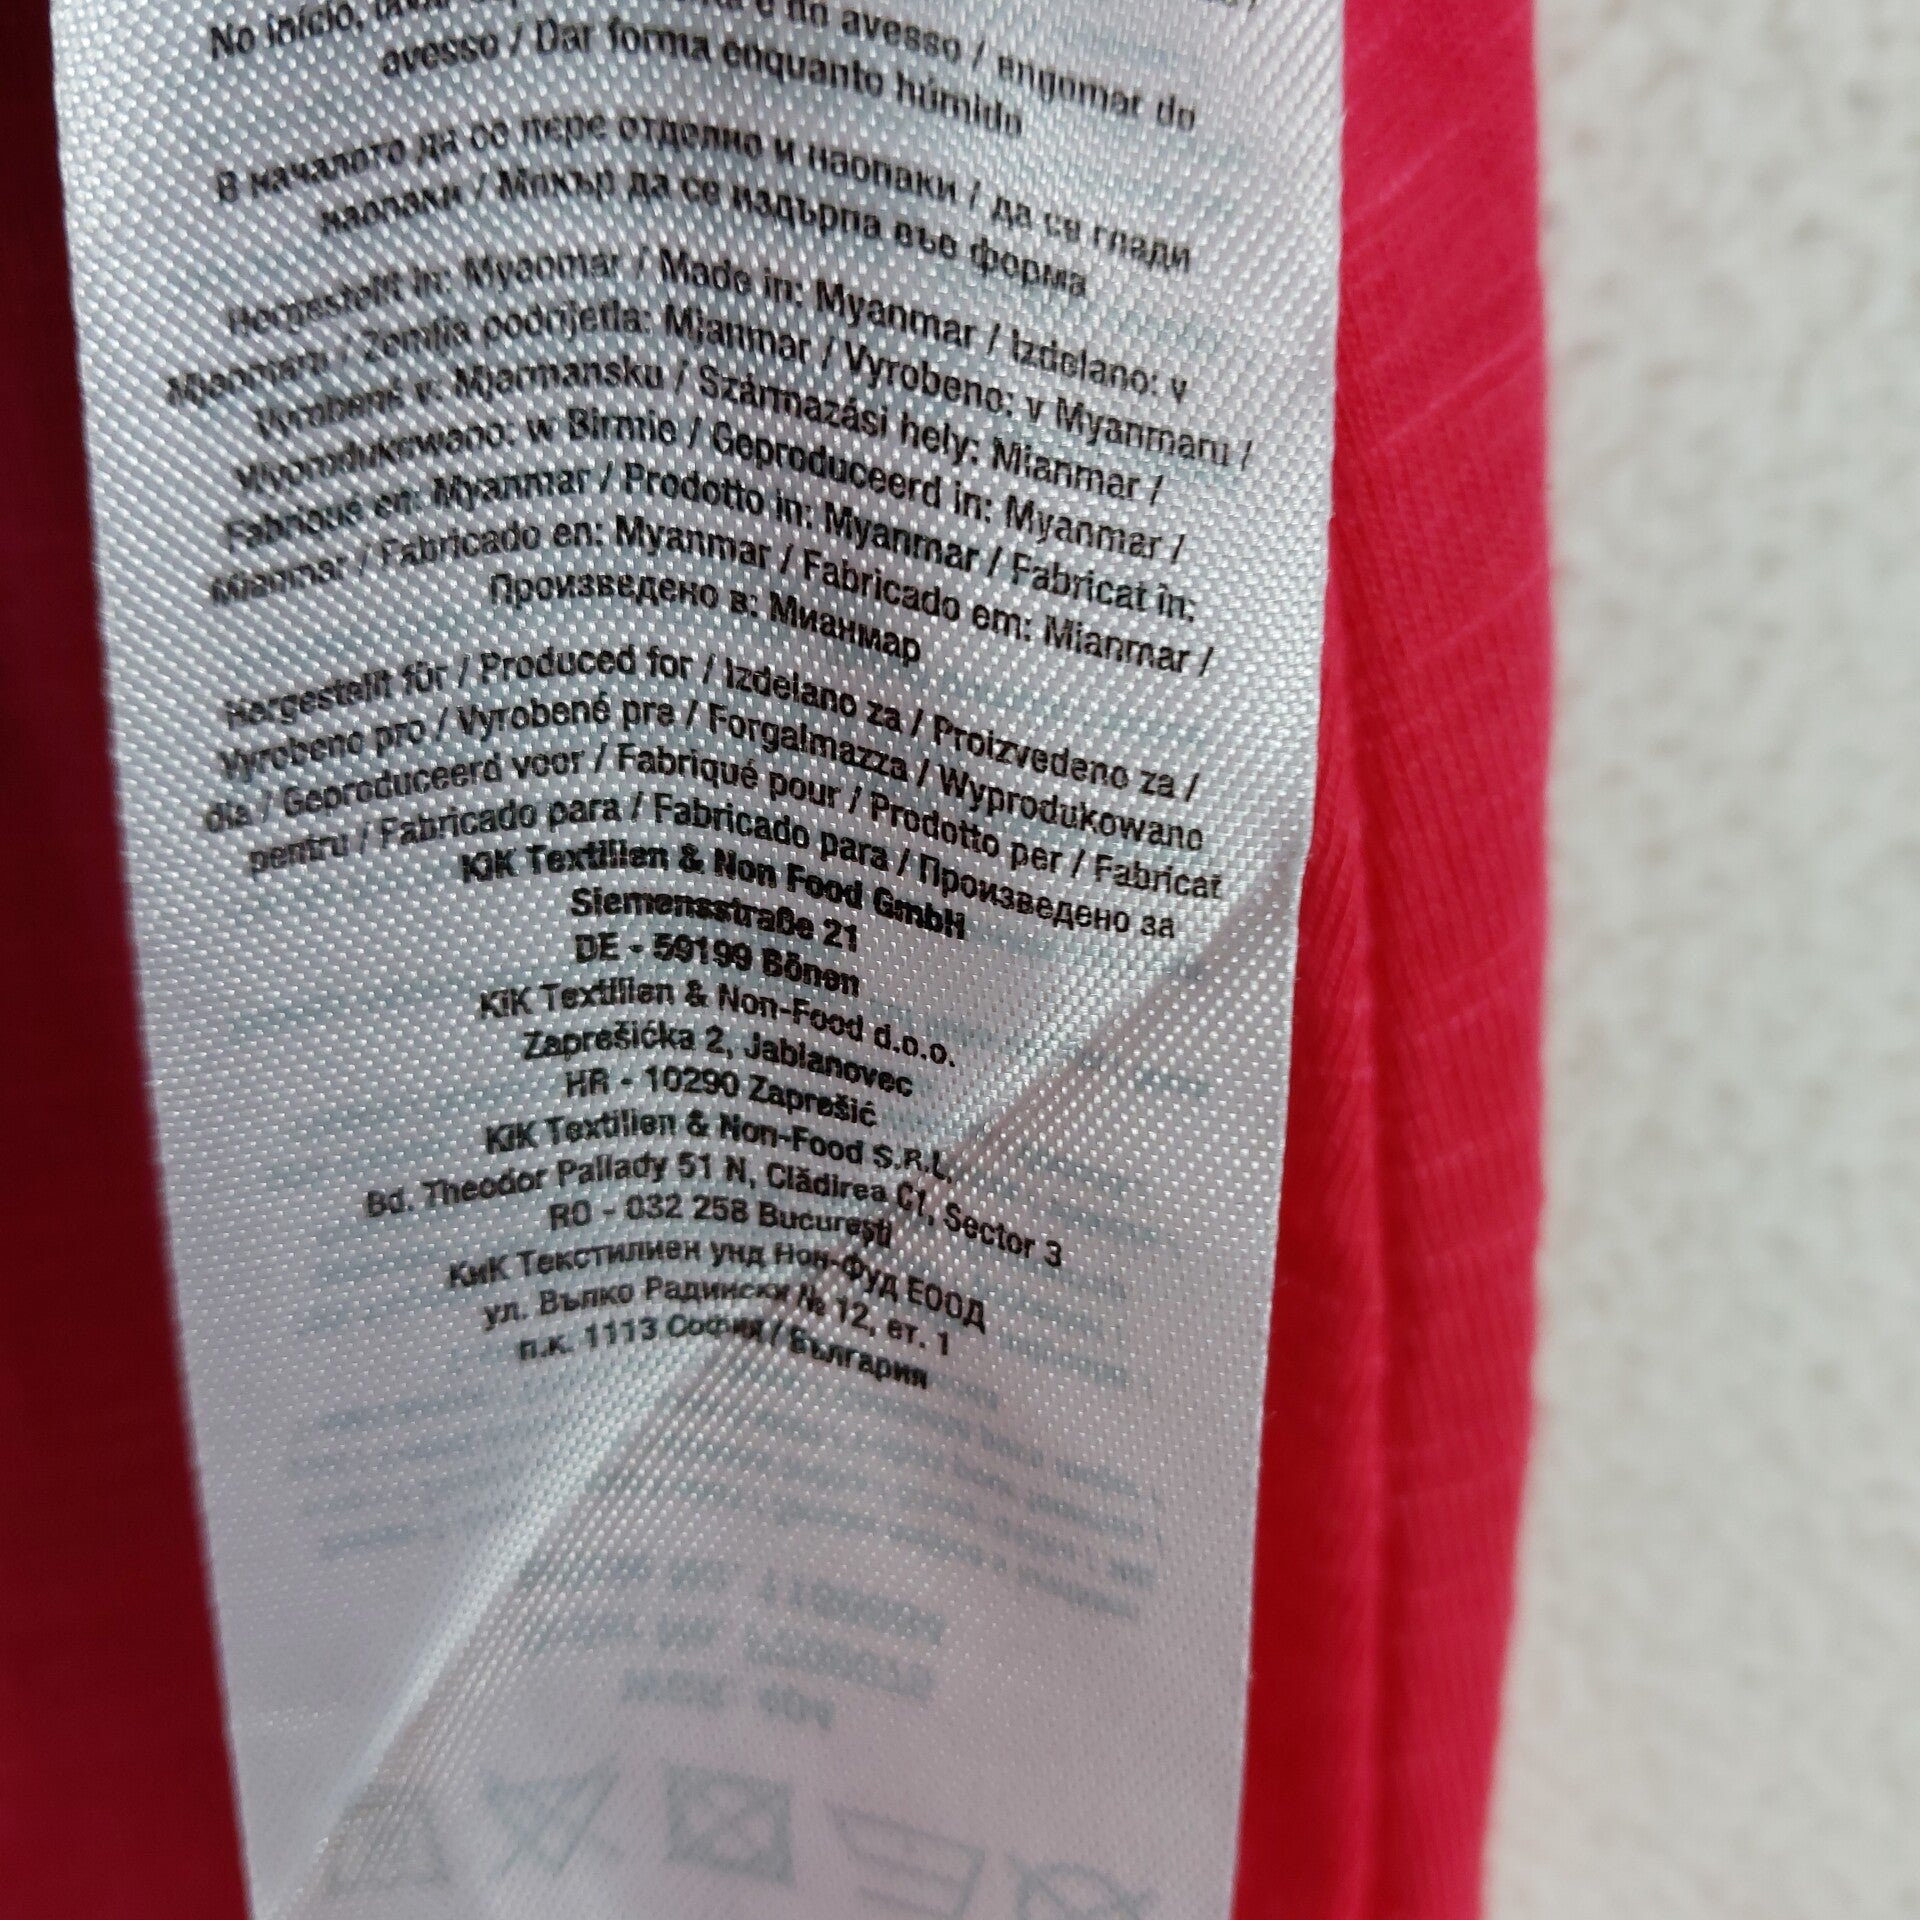 No início, e do avesso / engomar do
avesso / Dar forma enquanto húmido
В началото да се пере отделно и наопаки / да се глади
наопаки / Мокър да се издърпа във форма
Hergestellt in: Myanmar / Made in: Myanmar / Izdelano: v
Mjanmaru / Zemlja podrijetla: Mjanmar / Vyrobeno: v Myanmaru /
Vyrobené v: Mjarmansku / Származási hely: Mianmar /
Wyprodukowano: w Birmie / Geproduceerd in: Myanmar /
Fabriqué en: Myanmar / Prodotto in: Myanmar / Fabricat în:
Mianmar / Fabricado en: Myanmar / Fabricado em: Mianmar /
Произведено в: Мианмар
Hergestellt für / Produced for / Izdelano za / Proizvedeno za /
Vyrobeno pro / Vyrobené pre / Forgalmazza / Wyprodukowano
dla / Geproduceerd voor / Fabriqué pour / Prodotto per / Fabricat
pentru / Fabricado para / Fabricado para / Произведено за
KiK Textilien & Non Food GmbH
Siemensstraße 21
DE - 59199 Bönen
KiK Textilien & Non-Food d.o.o.
Zaprešićka 2, Jablanovec
HR - 10290 Zaprešić
KiK Textilien & Non-Food S.R.L,
Bd. Theodor Pallady 51 N, Clădirea C1, Sector 3
RO - 032 258 București
КиК Текстилиен унд Нон-Фуд ЕООД
ул. Вълко Радински № 12, ет. 1
п.к. 1113 София / България